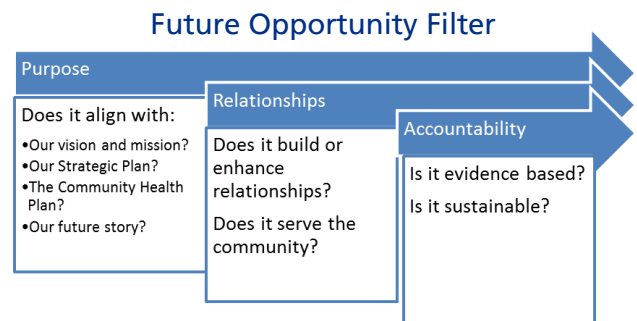 Future Opportunity Filter
Purpose
Does it align with:
•Our vision and mission?
•Our Strategic Plan?
•The Community Health
Plan?
•Our future story?
Relationships
Does it build or
enhance
relationships?
Does it serve the
community?
Accountability
Is it evidence based?
Is it sustainable?